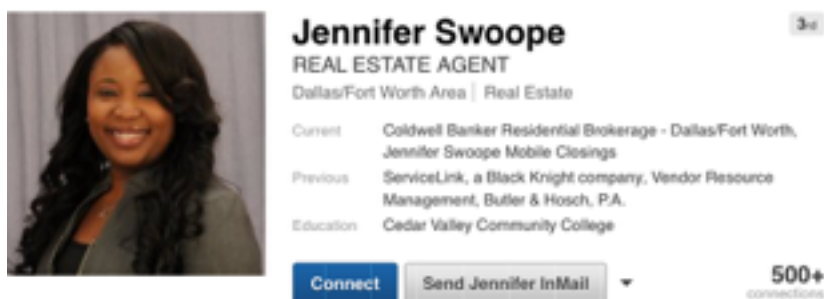 Jennifer Swoope
3rd
REAL ESTATE AGENT
Dallas/Fort Worth Area | Real Estate
Current Coldwell Banker Residential Brokerage - Dallas/Fort Worth,
Jennifer Swoope Mobile Closings
Previous ServiceLink, a Black Knight company, Vendor Resource
Management, Butler & Hosch, P.A.
Education Cedar Valley Community College
Connect Send Jennifer InMail 500+
connections